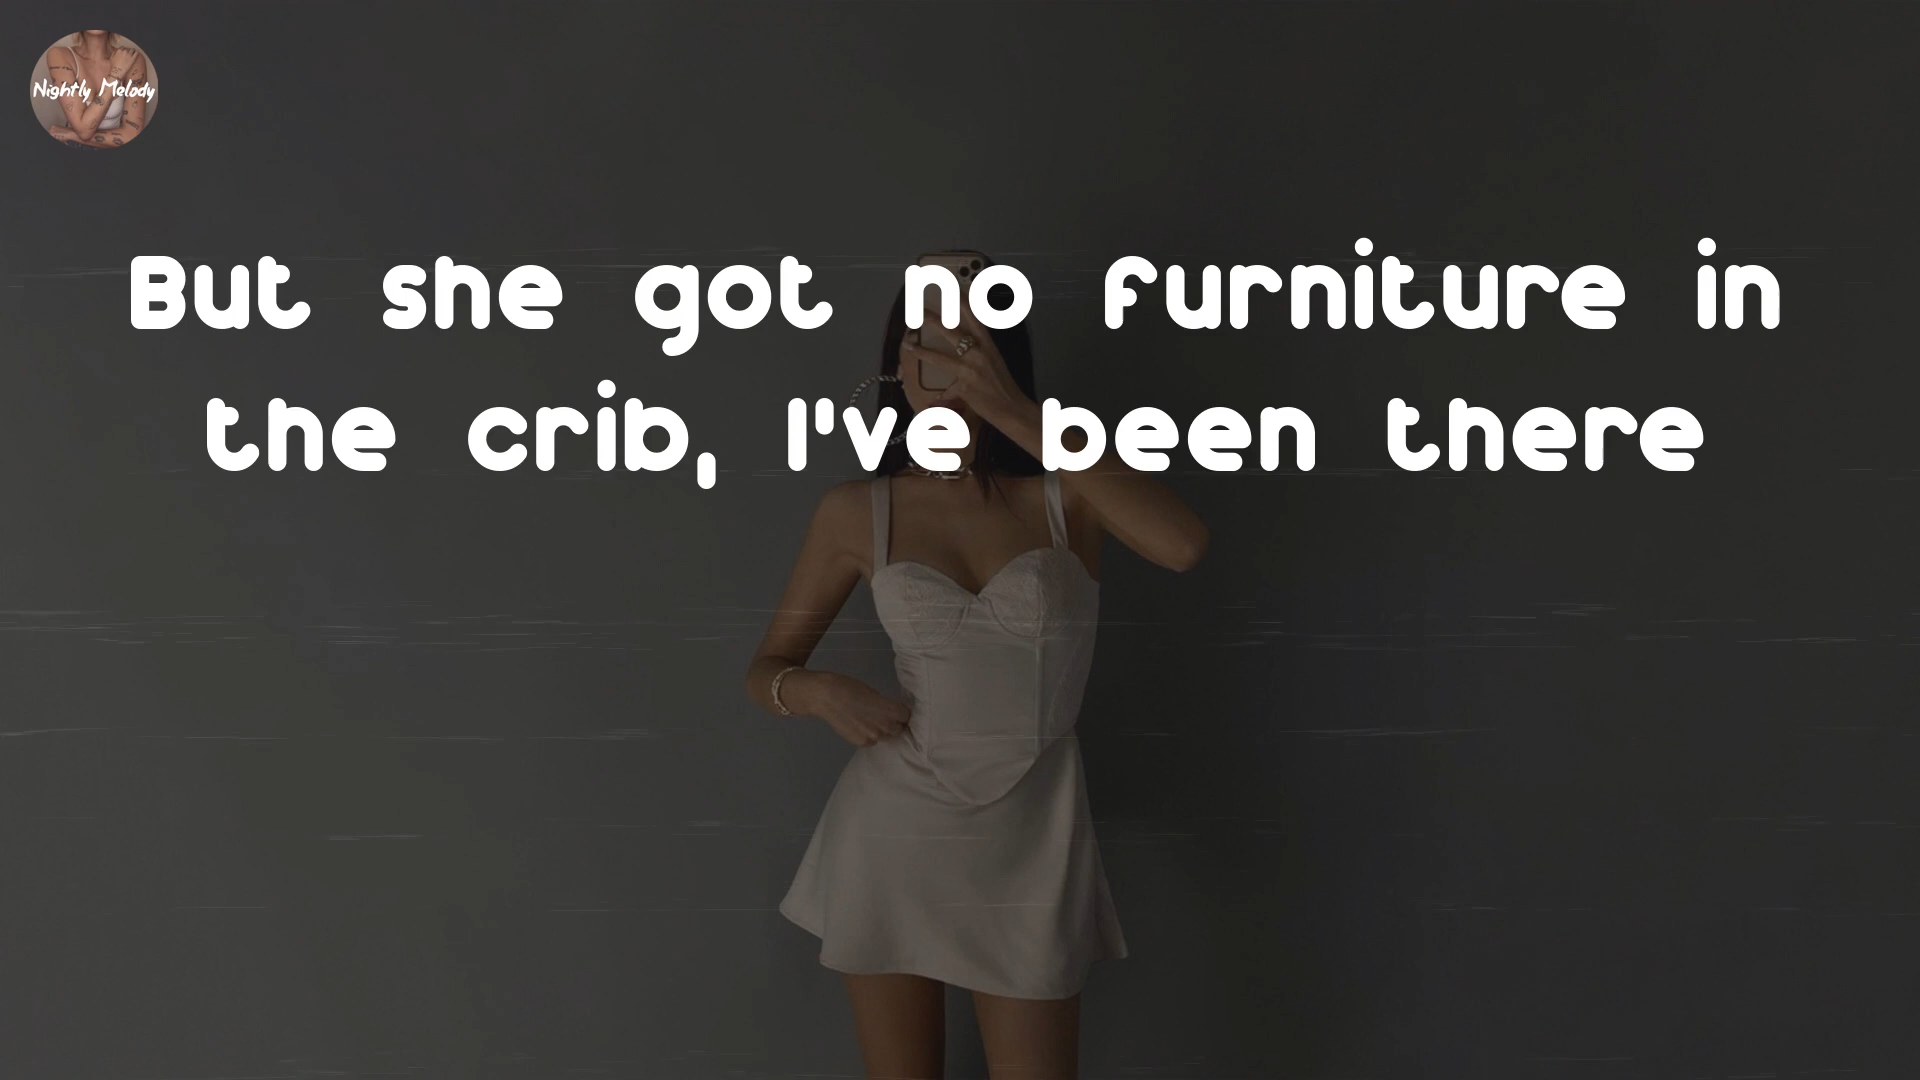 Nightly Melody
But she got no furniture in
the crib, I've been there